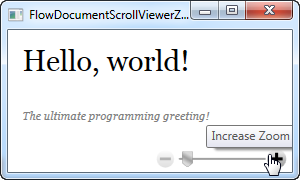 FlowDocumentScrollViewerZ...
Hello, world!
The ultimate programming greeting!
Increase Zoom